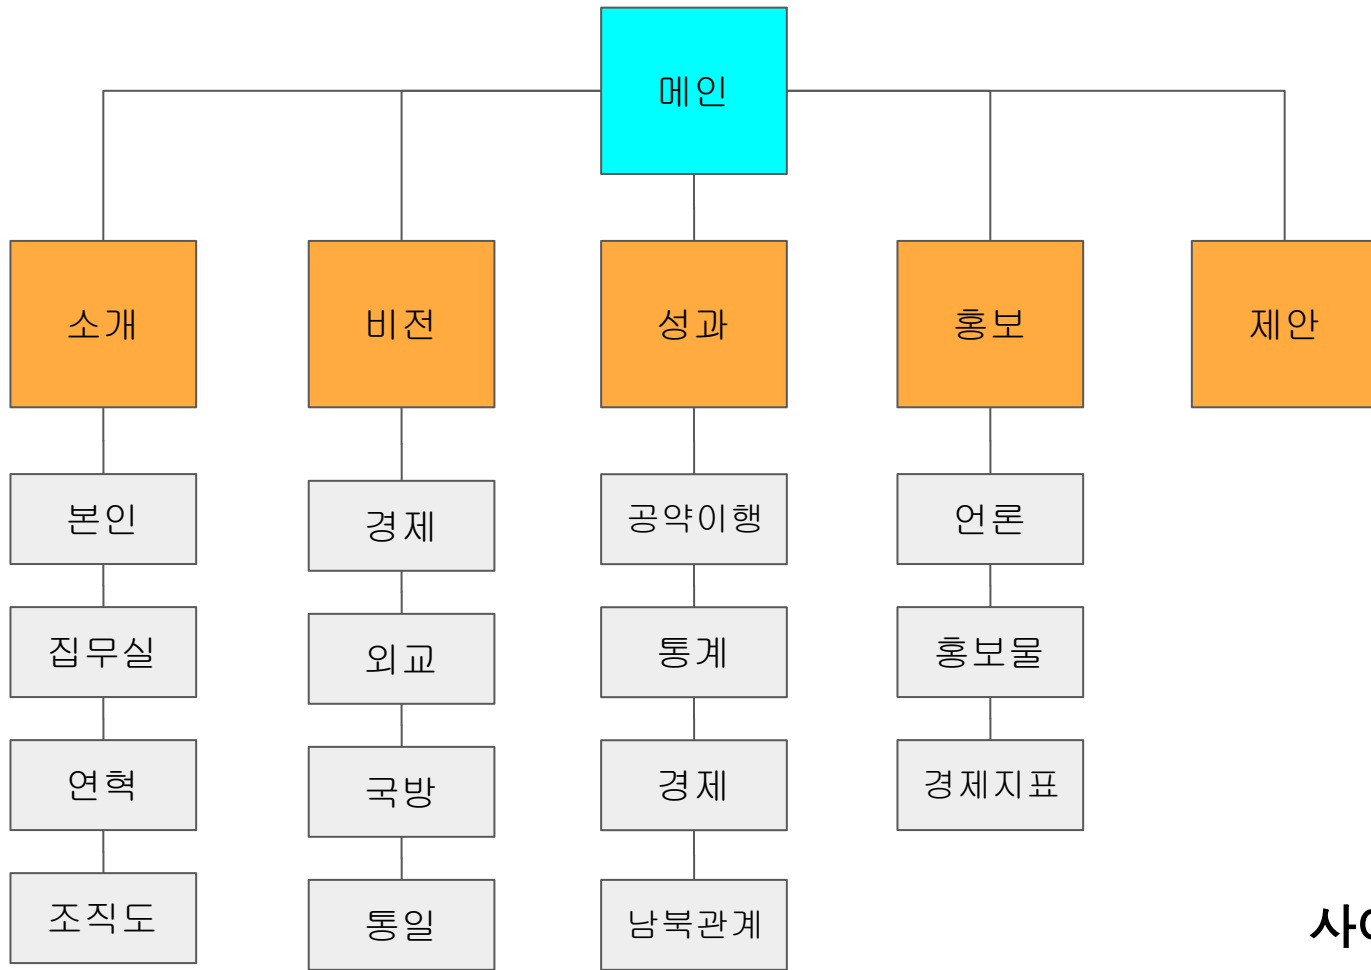 메인
소개
비전
성과
홍보
제안
본인
집무실
연혁
조직도
경제
외교
국방
통일
공약이행
통계
경제
남북관계
언론
홍보물
경제지표